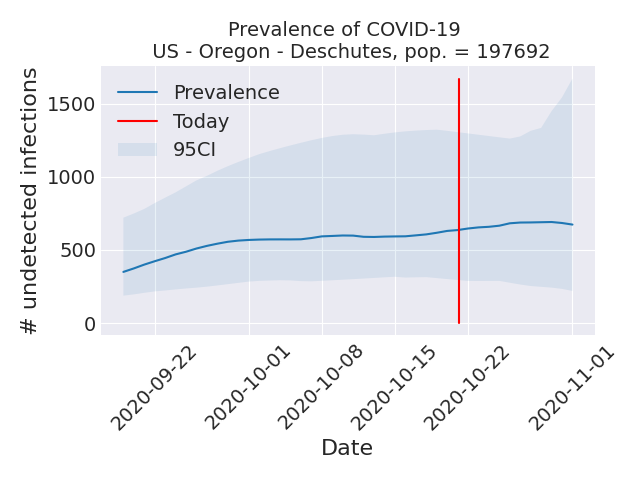 Prevalence of COVID-19
US - Oregon - Deschutes, pop. = 197692
# undetected infections
1500
1000
500
0
Prevalence
Today
95CI
2020-09-22
2020-10-01
2020-10-08
2020-10-15
2020-10-22
2020-11-01
Date